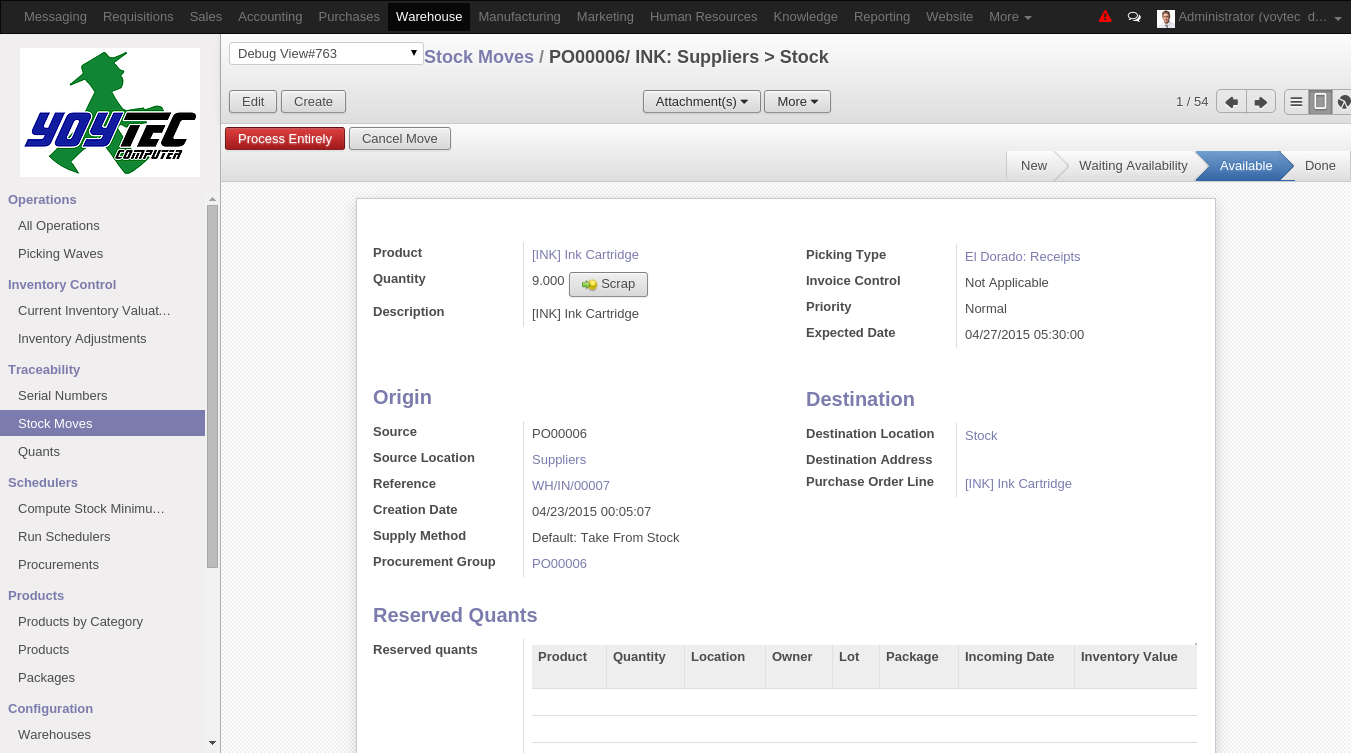 Messaging Requisitions Sales Accounting Purchases Warehouse Manufacturing Marketing Human Resources Knowledge Reporting Website More Administrator (yoytec_d...
Debug View#763
Stock Moves / PO00006/ INK: Suppliers > Stock
Edit Create Attachment(s) More 1 / 54
Process Entirely Cancel Move
New Waiting Availability Available Done
YOYTEC
COMPUTER
Operations
All Operations
Picking Waves
Inventory Control
Current Inventory Valuat...
Inventory Adjustments
Traceability
Serial Numbers
Stock Moves
Quants
Schedulers
Compute Stock Minimu...
Run Schedulers
Procurements
Products
Products by Category
Products
Packages
Configuration
Warehouses
Product [INK] Ink Cartridge
Quantity 9.000 Scrap
Description [INK] Ink Cartridge
Picking Type El Dorado: Receipts
Invoice Control Not Applicable
Priority Normal
Expected Date 04/27/2015 05:30:00
Origin
Source PO00006
Source Location Suppliers
Reference WH/IN/00007
Creation Date 04/23/2015 00:05:07
Supply Method Default: Take From Stock
Procurement Group PO00006
Destination
Destination Location Stock
Destination Address
Purchase Order Line [INK] Ink Cartridge
Reserved Quants
Reserved quants
Product Quantity Location Owner Lot Package Incoming Date Inventory Value